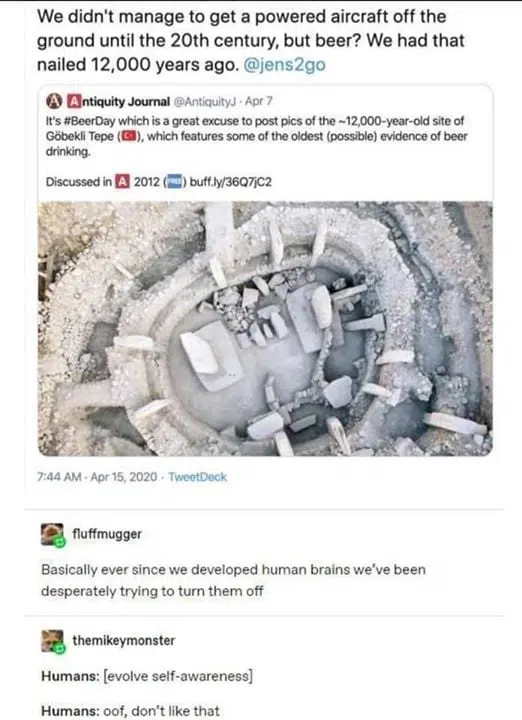 We didn't manage to get a powered aircraft off the
ground until the 20th century, but beer? We had that
nailed 12,000 years ago. @jens2go
A Antiquity Journal @AntiquityJ · Apr 7
It's #BeerDay which is a great excuse to post pics of the ~12,000-year-old site of
Göbekli Tepe (🇹🇷), which features some of the oldest (possible) evidence of beer
drinking.
Discussed in 🅰 2012 (🆓) buff.ly/36Q7jC2
7:44 AM · Apr 15, 2020 · TweetDeck
fluffmugger
Basically ever since we developed human brains we've been
desperately trying to turn them off
themikeymonster
Humans: [evolve self-awareness]
Humans: oof, don't like that